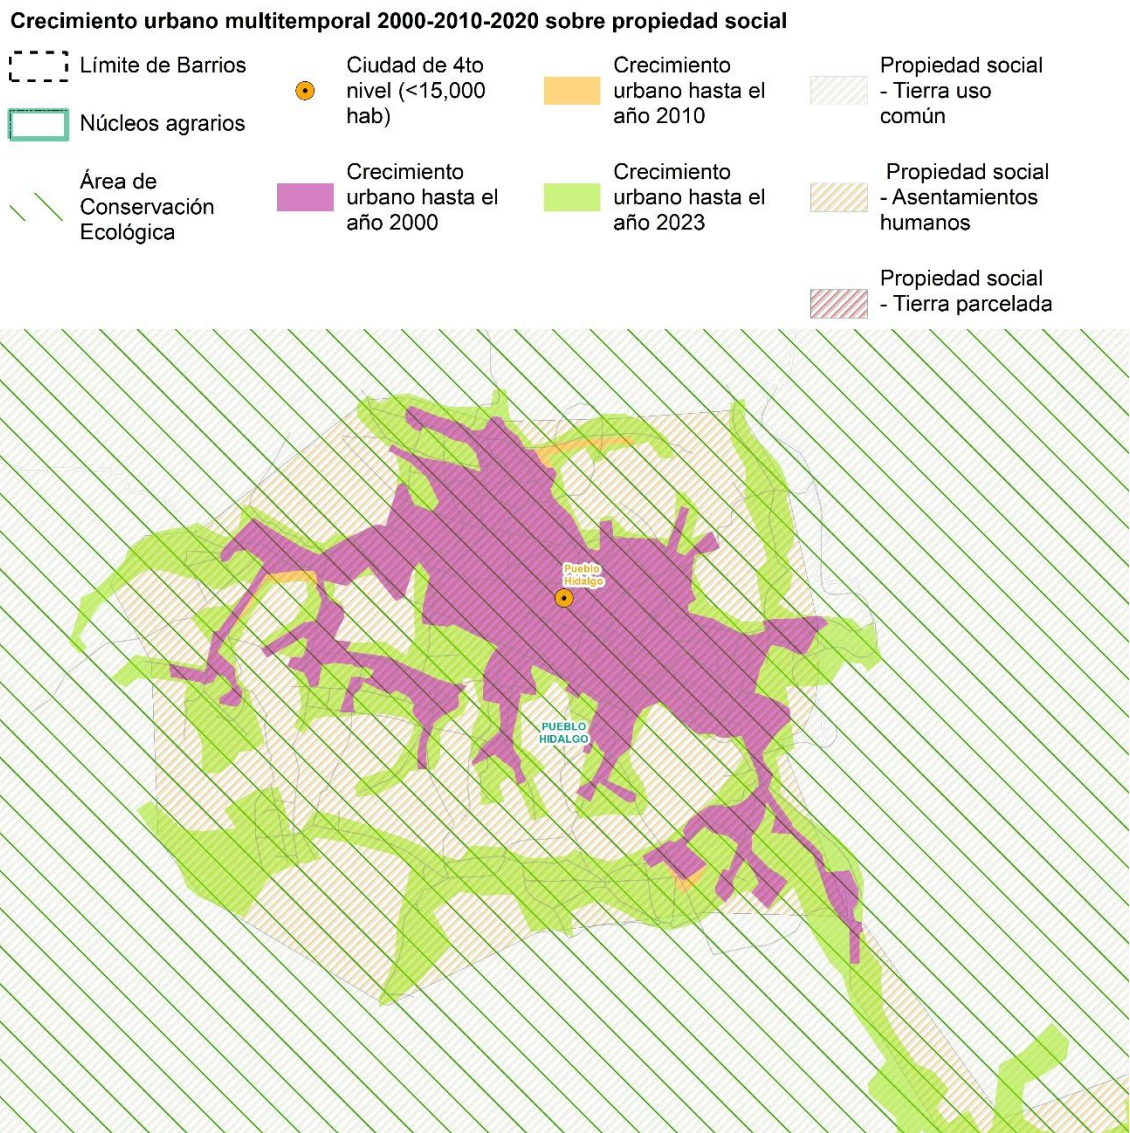 Crecimiento urbano multitemporal 2000-2010-2020 sobre propiedad social
Límite de Barrios
Núcleos agrarios
Área de
Conservación
Ecológica
Ciudad de 4to
nivel (<15,000
hab)
Crecimiento
urbano hasta el
año 2000
Crecimiento
urbano hasta el
año 2010
Crecimiento
urbano hasta el
año 2023
Propiedad social
- Tierra uso
común
Propiedad social
- Asentamientos
humanos
Propiedad social
- Tierra parcelada
Pueblo
Hidalgo
PUEBLO
HIDALGO